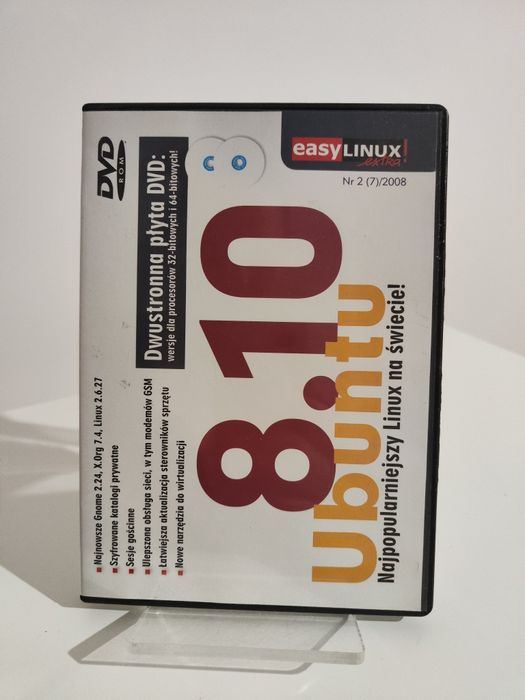 easyLINUX!
extra!
Nr 2 (7)/2008
DVD
ROM
Dwustronna płyta DVD:
wersje dla procesorów 32-bitowych i 64-bitowych!
8.10
Ubuntu
Najpopularniejszy Linux na świecie!
Najnowsze Gnome 2.24, X.Org 7.4, Linux 2.6.27
Szyfrowane katalogi prywatne
Sesje gościnne
Ulepszona obsługa sieci, w tym modemów GSM
Łatwiejsza aktualizacja sterowników sprzętu
Nowe narzędzia do wirtualizacji